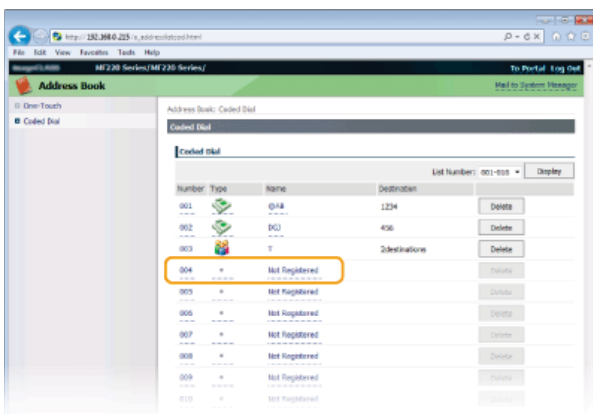 File Edit View Favorites Tools Help
MF220 Series/MF220 Series/
To Portal Log Out
Address Book
Mail to System Manager
One-Touch
Coded Dial
Address Book: Coded Dial
Coded Dial
Coded Dial
List Number: 001-010 Display
Number Type Name Destination
001 @AB 1234 Delete
002 DGJ 456 Delete
003 T 2destinations Delete
004 Not Registered Delete
005 Not Registered Delete
006 Not Registered Delete
007 Not Registered Delete
008 Not Registered Delete
009 Not Registered Delete
010 Not Registered Delete